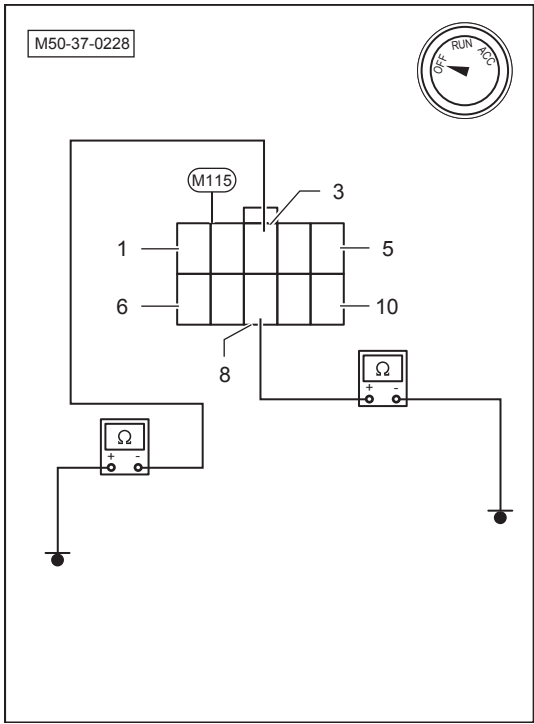 M50-37-0228
OFF RUN ACC
M115
3
1
5
6
10
8
Ω
+ -
Ω
+ -